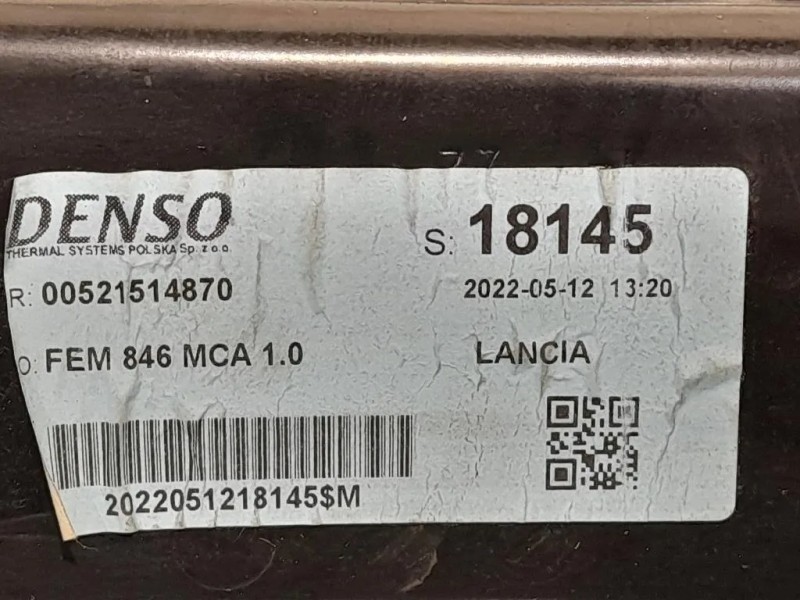 DENSO
THERMAL SYSTEMS POLSKA Sp. z o.o.
S: 18145
R: 00521514870
2022-05-12 13:20
O: FEM 846 MCA 1.0
LANCIA
2022051218145$M